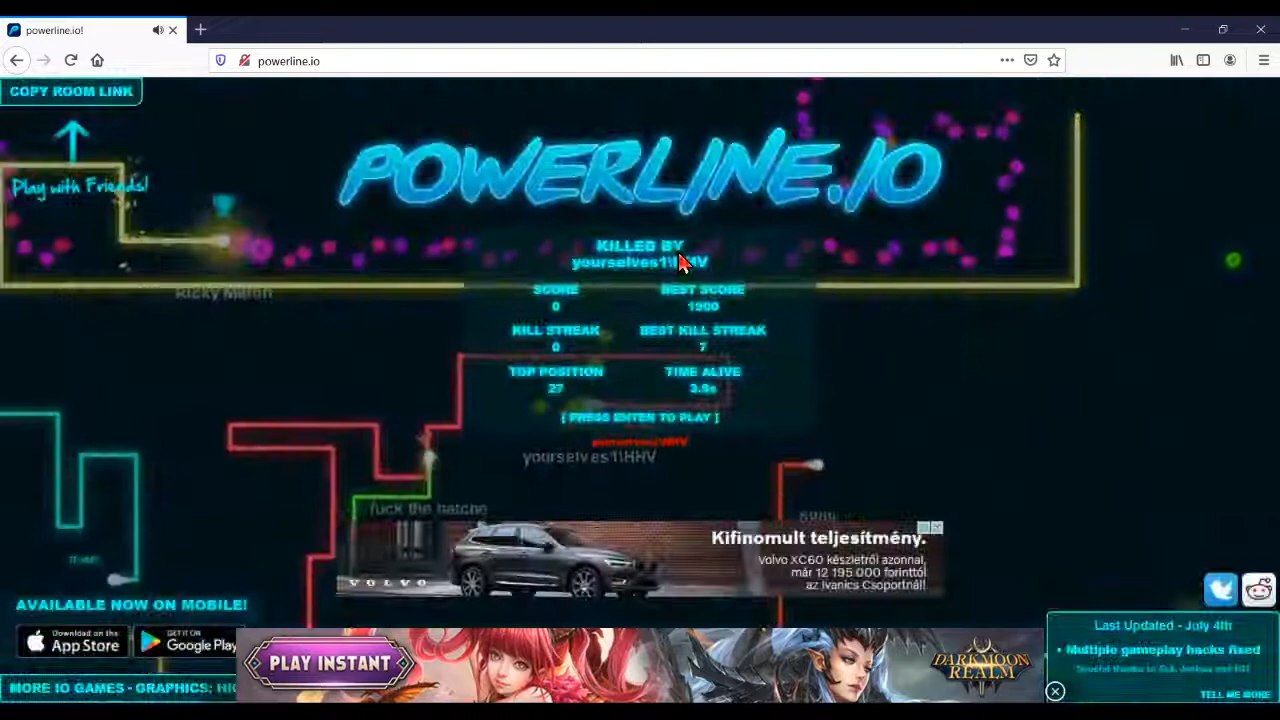 powerline.io!
powerline.io
COPY ROOM LINK
Play with Friends!
POWERLINE.IO
KILLED BY
yourselves1\HHV
SCORE
0
BEST SCORE
1900
KILL STREAK
0
BEST KILL STREAK
7
TOP POSITION
27
TIME ALIVE
3.9s
[ PRESS ENTER TO PLAY ]
yourselves1\HHV
fuck the hatche
Kifinomult teljesítmény.
Volvo XC60 készletről azonnal,
már 12 195 000 forinttól
az Ivanics Csoportnál!
VOLVO
AVAILABLE NOW ON MOBILE!
Download on the
App Store
GET IT ON
Google Play
PLAY INSTANT
DARKMOON
REALM
Last Updated - July 4th
• Multiple gameplay hacks fixed
TELL ME MORE
MORE IO GAMES - GRAPHICS: HIG